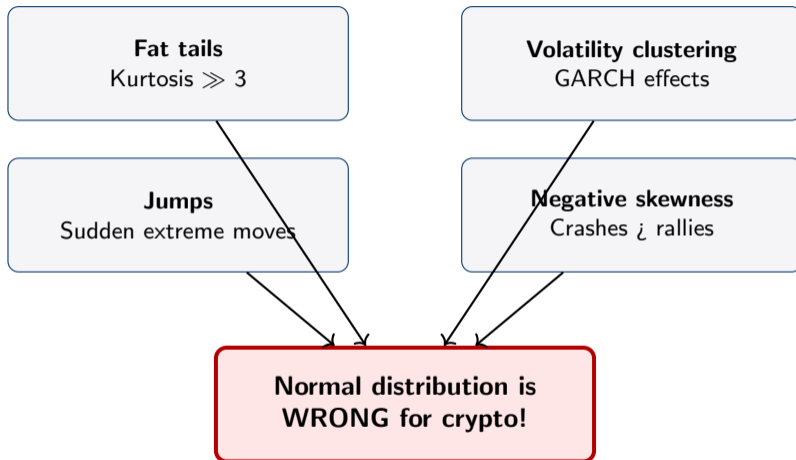 Fat tails
Kurtosis ≫ 3
Volatility clustering
GARCH effects
Jumps
Sudden extreme moves
Negative skewness
Crashes ¿ rallies
Normal distribution is
WRONG for crypto!